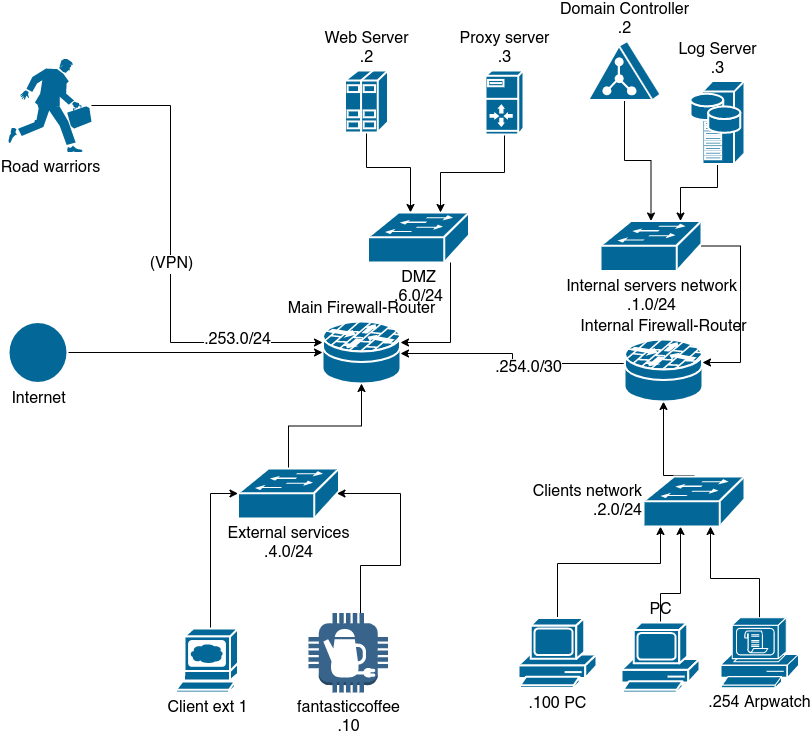 Domain Controller
.2
Web Server
.2
Proxy server
.3
Log Server
.3
Road warriors
(VPN)
DMZ
.6.0/24
Internal servers network
.1.0/24
Main Firewall-Router
Internal Firewall-Router
.253.0/24
.254.0/30
Internet
Clients network
.2.0/24
External services
.4.0/24
PC
Client ext 1
fantasticcoffee
.10
.100 PC
.254 Arpwatch